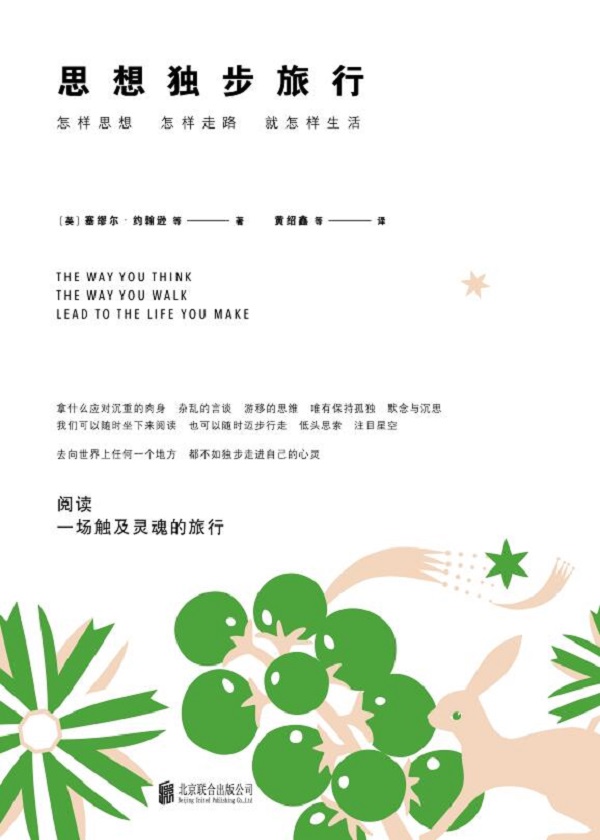 思想独步旅行
怎样思想 怎样走路 就怎样生活
[英] 塞缪尔·约翰逊 等 —— 著 黄绍鑫 等 —— 译
THE WAY YOU THINK
THE WAY YOU WALK
LEAD TO THE LIFE YOU MAKE
拿什么应对沉重的肉身 杂乱的言谈 游移的思维 唯有保持孤独 默念与沉思
我们可以随时坐下来阅读 也可以随时迈步行走 低头思索 注目星空
去向世界上任何一个地方 都不如独步走进自己的心灵
阅读
一场触及灵魂的旅行
北京联合出版公司
Beijing United Publishing Co.,Ltd.